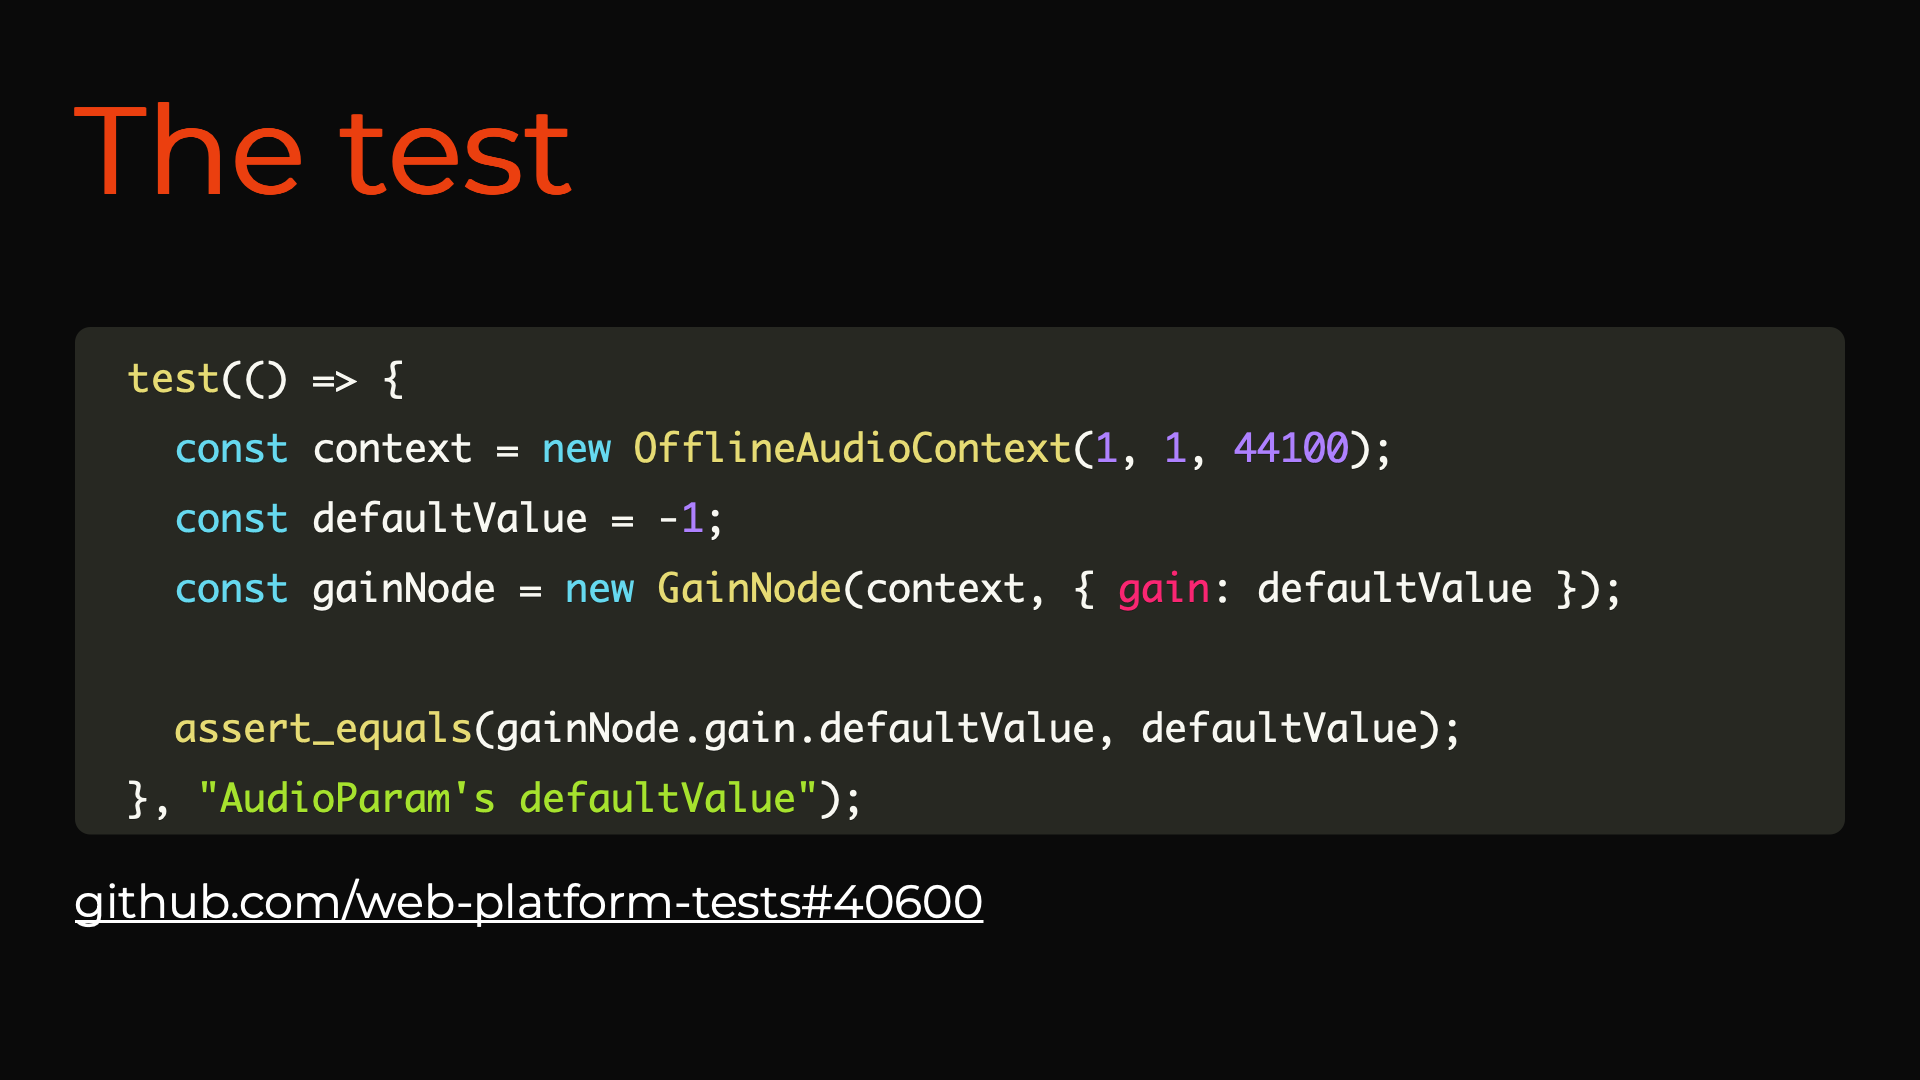 The test
test(() => {
  const context = new OfflineAudioContext(1, 1, 44100);
  const defaultValue = -1;
  const gainNode = new GainNode(context, { gain: defaultValue });
  assert_equals(gainNode.gain.defaultValue, defaultValue);
}, "AudioParam's defaultValue");
github.com/web-platform-tests#40600